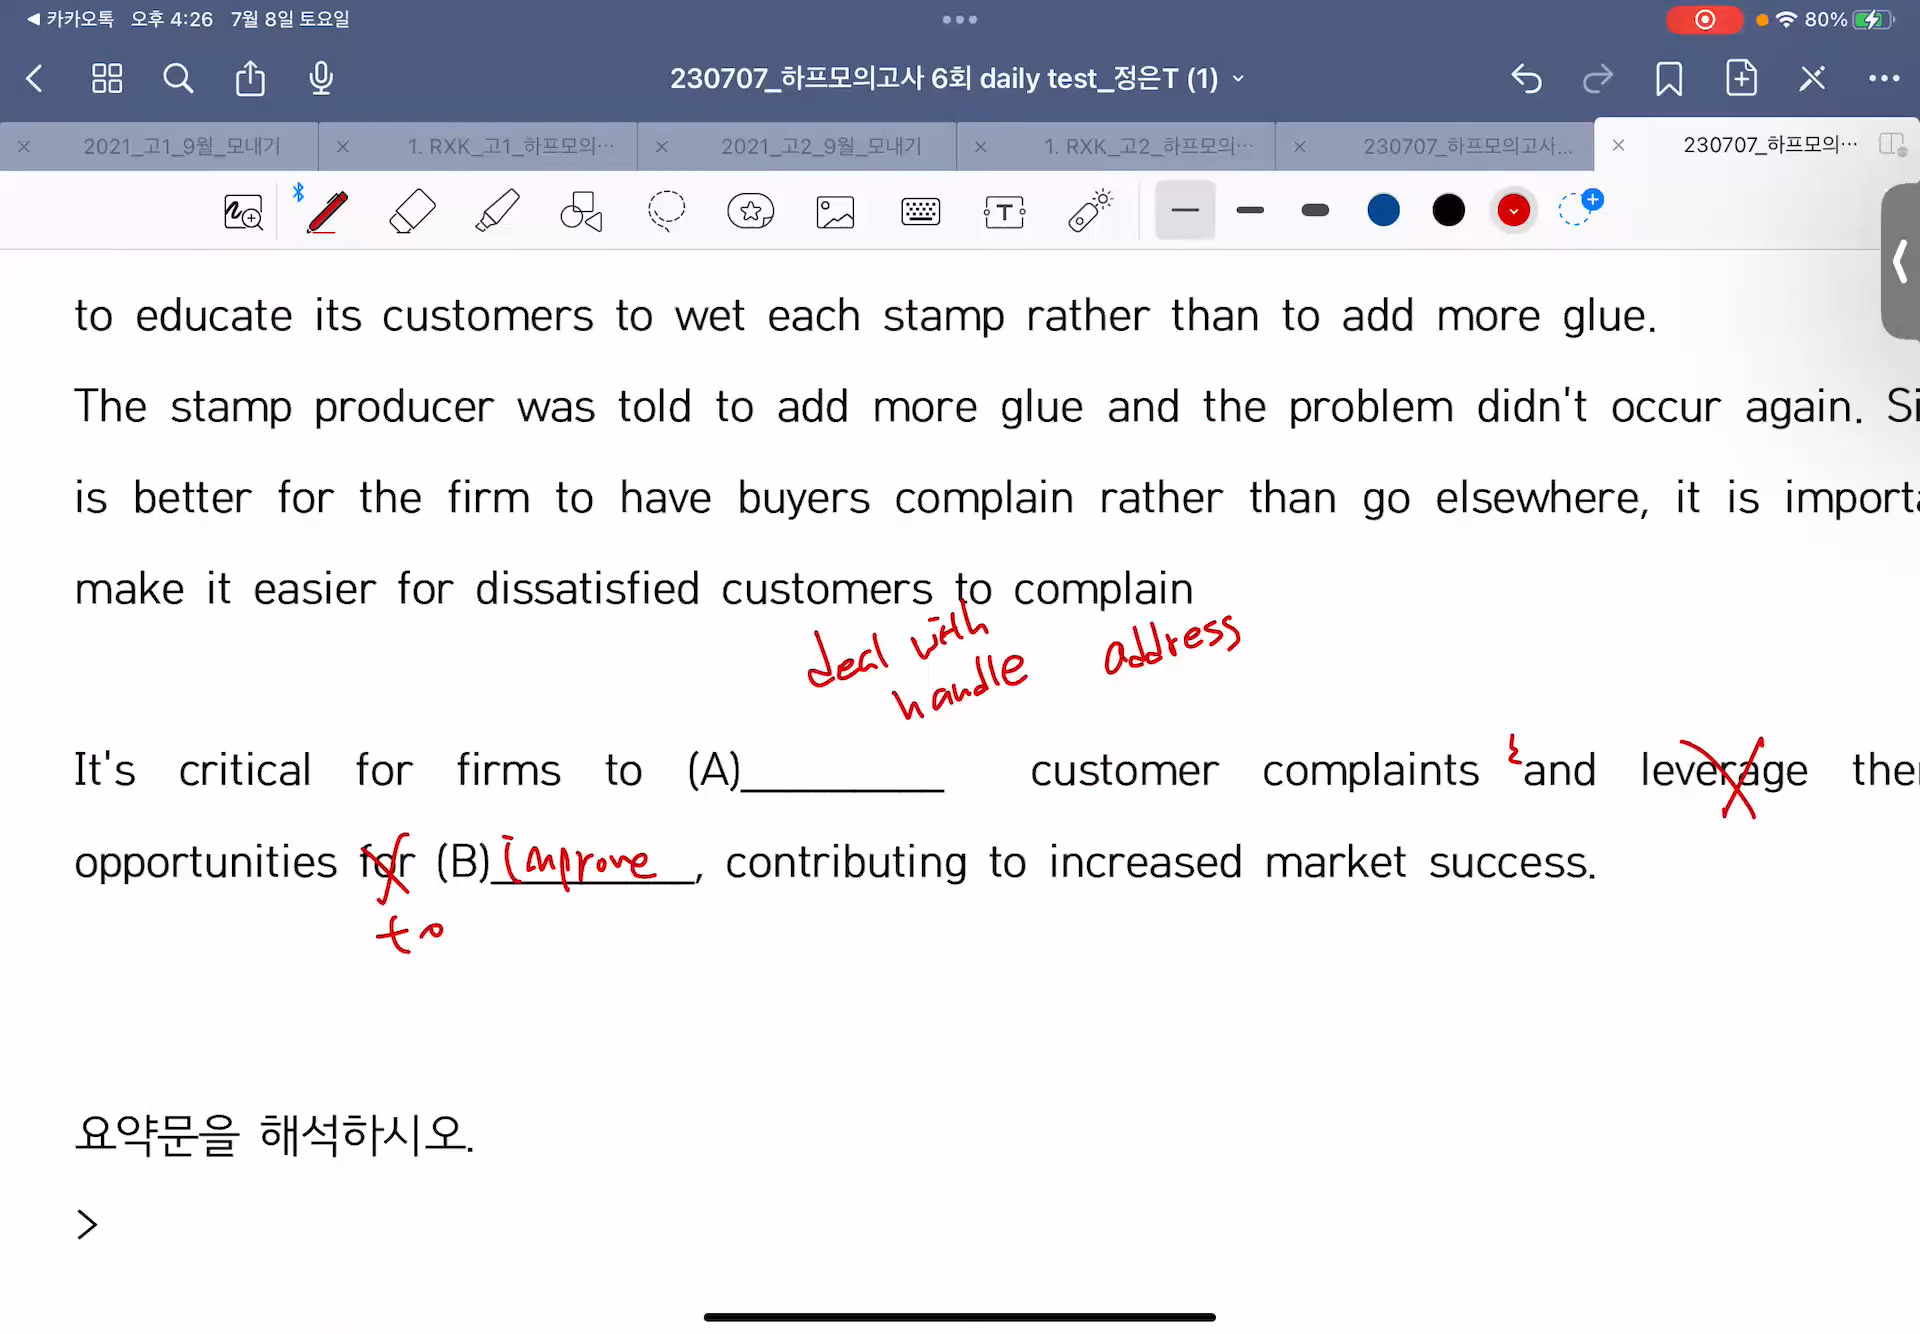 ◀ 카카오톡 오후 4:26 7월 8일 토요일 80%
230707_하프모의고사 6회 daily test_정은T (1)
2021_고1_9월_모내기 1. RXK_고1_하프모의… 2021_고2_9월_모내기 1. RXK_고2_하프모의… 230707_하프모의고사... 230707_하프모의…
to educate its customers to wet each stamp rather than to add more glue.
The stamp producer was told to add more glue and the problem didn't occur again. Si
is better for the firm to have buyers complain rather than go elsewhere, it is importa
make it easier for dissatisfied customers to complain
deal with address
handle
It's critical for firms to (A)__________ customer complaints and leverage the
opportunities for (B) improve, contributing to increased market success.
to
요약문을 해석하시오.
>